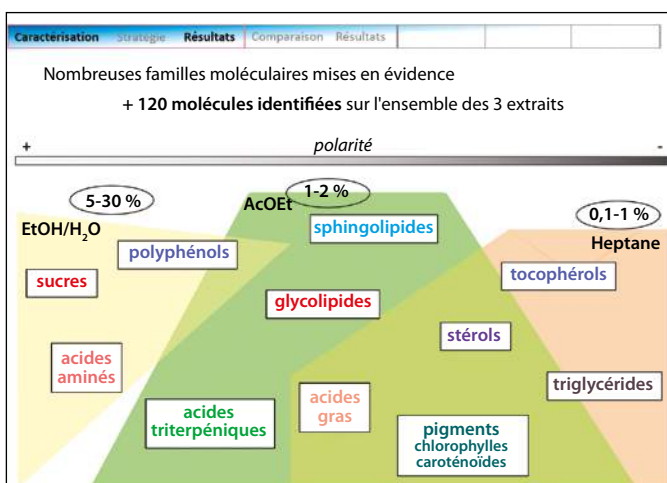 Caractérisation Stratégie Résultats Comparaison Résultats
Nombreuses familles moléculaires mises en évidence
+ 120 molécules identifiées sur l'ensemble des 3 extraits
+ polarité -
5-30 %
1-2 %
0,1-1 %
EtOH/H₂O
AcOEt
Heptane
polyphénols
sphingolipides
tocophérols
sucres
glycolipides
stérols
acides
aminés
triglycérides
acides
triterpéniques
acides
gras
pigments
chlorophylles
caroténoïdes